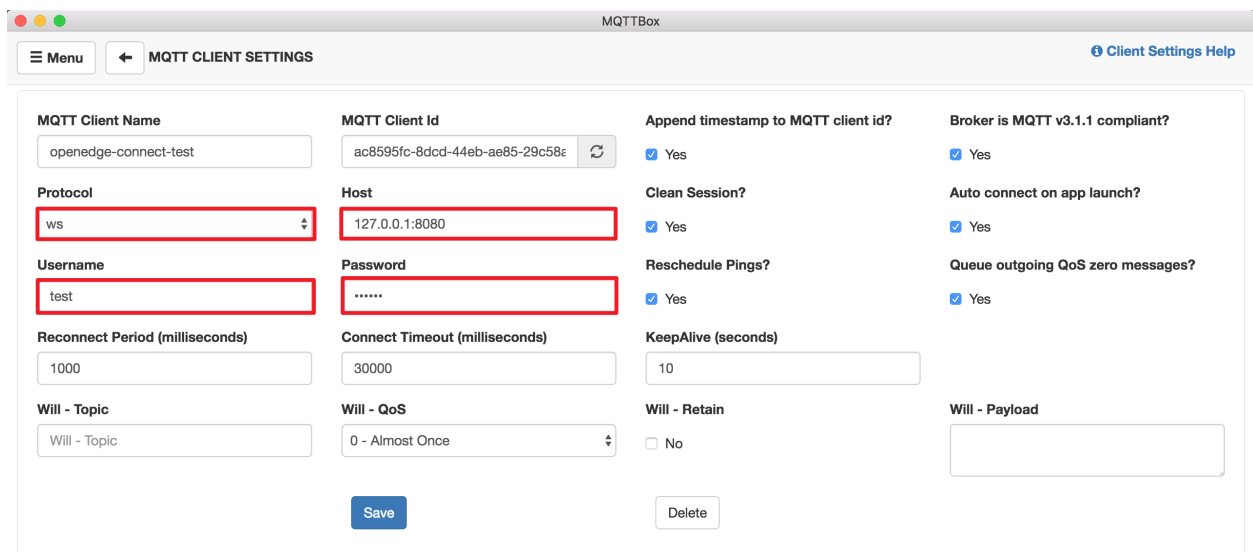 MQTTBox
Menu
MQTT CLIENT SETTINGS
Client Settings Help
MQTT Client Name
MQTT Client Id
Append timestamp to MQTT client id?
Broker is MQTT v3.1.1 compliant?
openedge-connect-test
ac8595fc-8dcd-44eb-ae85-29c58a
Yes
Yes
Protocol
Host
Clean Session?
Auto connect on app launch?
ws
127.0.0.1:8080
Yes
Yes
Username
Password
Reschedule Pings?
Queue outgoing QoS zero messages?
test
••••••
Yes
Yes
Reconnect Period (milliseconds)
Connect Timeout (milliseconds)
KeepAlive (seconds)
1000
30000
10
Will - Topic
Will - QoS
Will - Retain
Will - Payload
Will - Topic
0 - Almost Once
No
Save
Delete